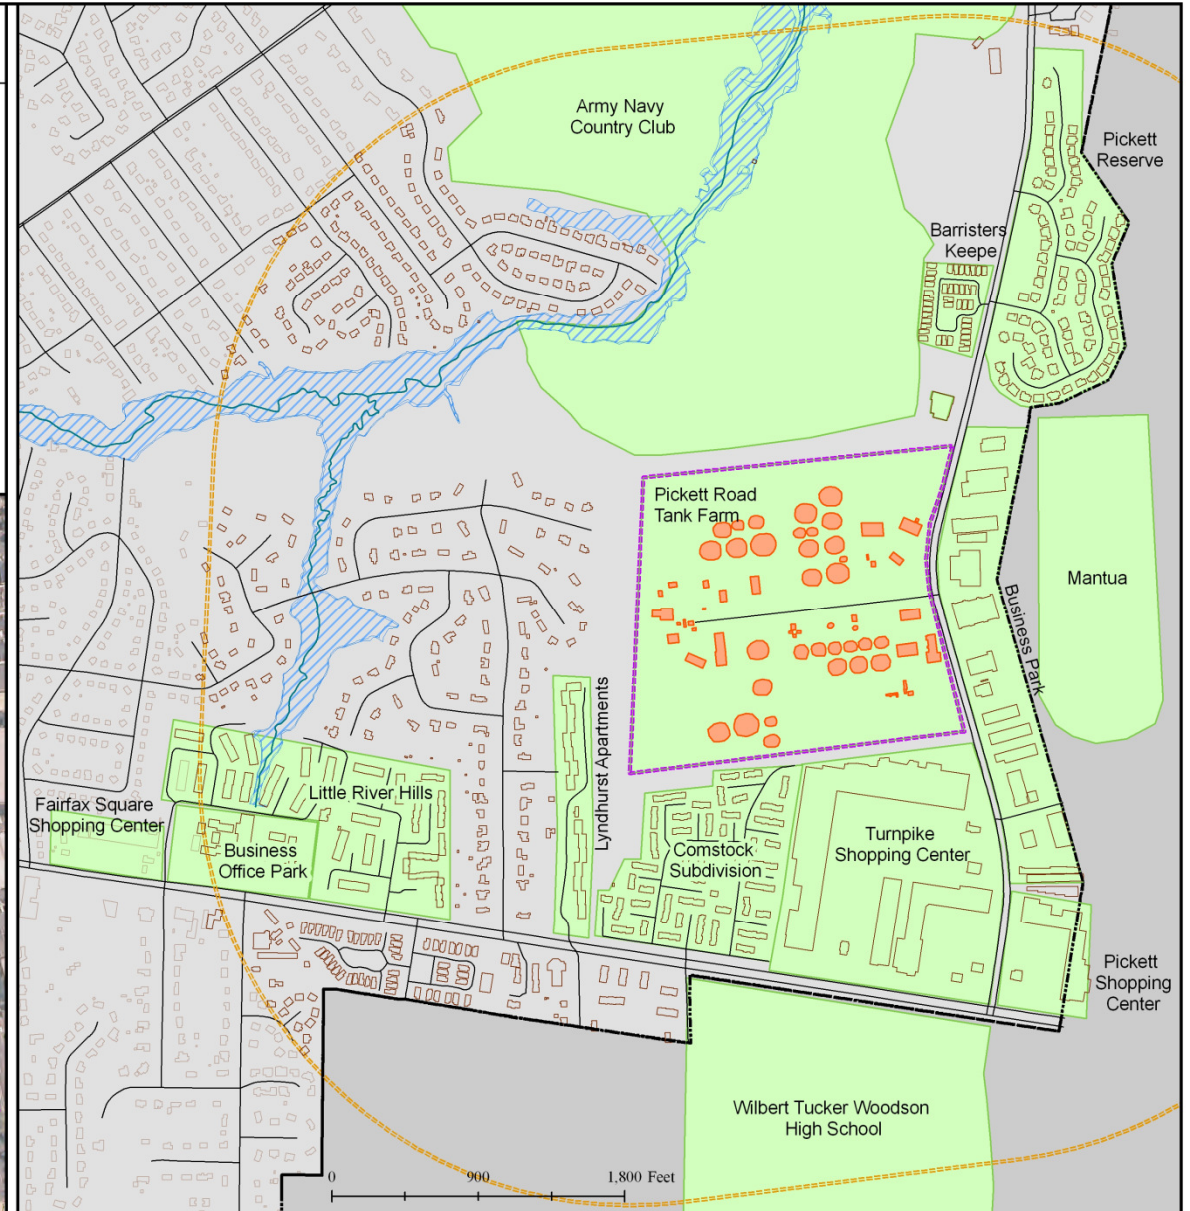 Army Navy
Country Club
Pickett
Reserve
Barristers
Keepe
Pickett Road
Tank Farm
Mantua
Business Park
Lyndhurst Apartments
Fairfax Square
Shopping Center
Little River Hills
Business
Office Park
Comstock
Subdivision
Turnpike
Shopping Center
Pickett
Shopping
Center
Wilbert Tucker Woodson
High School
0 900 1,800 Feet